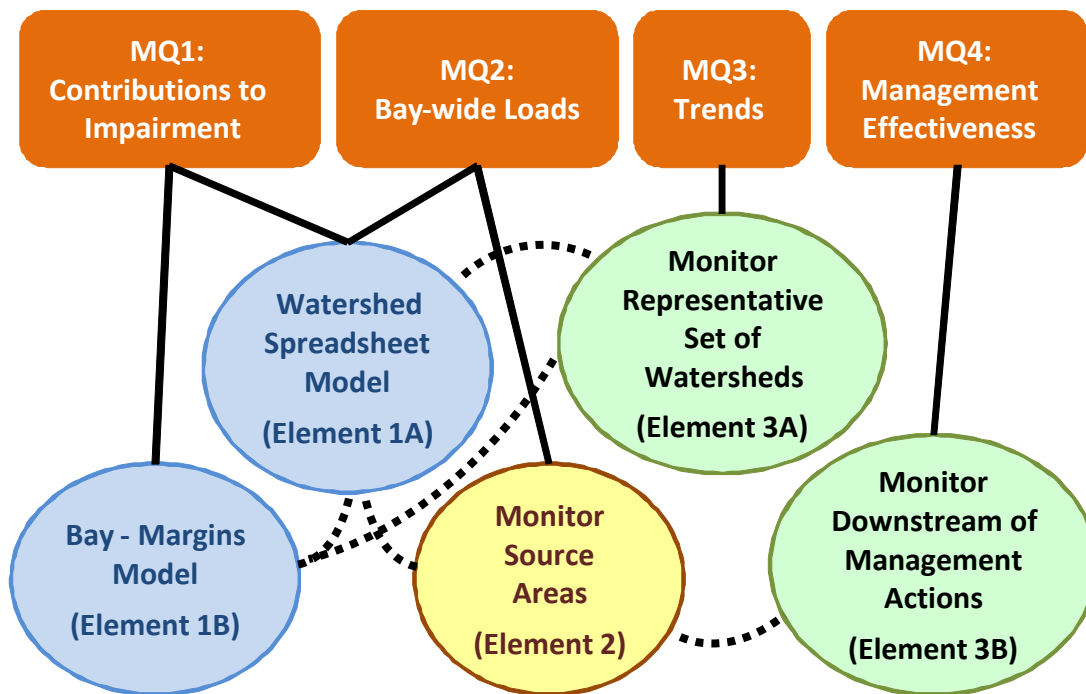 MQ1:
Contributions to
Impairment
MQ2:
Bay-wide Loads
MQ3:
Trends
MQ4:
Management
Effectiveness
Watershed
Spreadsheet
Model
(Element 1A)
Monitor
Representative
Set of
Watersheds
(Element 3A)
Bay - Margins
Model
(Element 1B)
Monitor
Source
Areas
(Element 2)
Monitor
Downstream of
Management
Actions
(Element 3B)